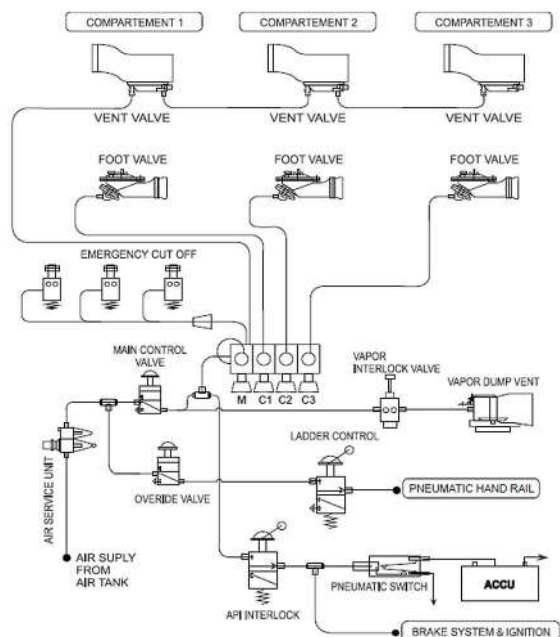 COMPARTEMENT 1
COMPARTEMENT 2
COMPARTEMENT 3
VENT VALVE
VENT VALVE
VENT VALVE
FOOT VALVE
FOOT VALVE
FOOT VALVE
EMERGENCY CUT OFF
MAIN CONTROL
VALVE
M
C1
C2
C3
VAPOR
INTERLOCK VALVE
VAPOR DUMP VENT
AIR SERVICE UNIT
OVERIDE VALVE
LADDER CONTROL
PNEUMATIC HAND RAIL
AIR SUPLY
FROM
AIR TANK
API INTERLOCK
PNEUMATIC SWITCH
ACCU
BRAKE SYSTEM & IGNITION